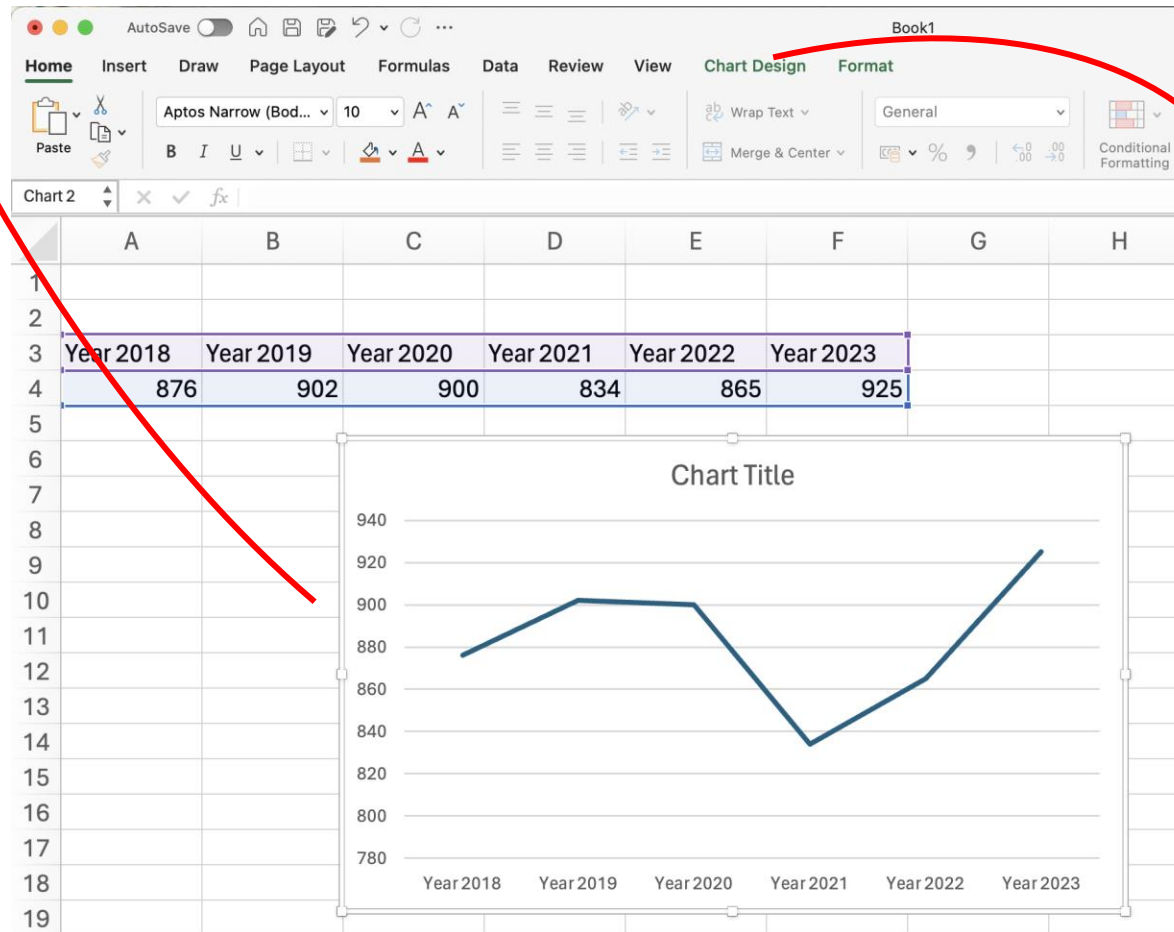 AutoSave Book1
Home Insert Draw Page Layout Formulas Data Review View Chart Design Format
Paste Aptos Narrow (Bod... 10 A^ A˅ ab Wrap Text General
B I U A Merge & Center % 9 .00 .0 Conditional Formatting
Chart 2 fx
A B C D E F G H
1
2
3 Year 2018 Year 2019 Year 2020 Year 2021 Year 2022 Year 2023
4 876 902 900 834 865 925
5
6
7
8
9
10
11
12
13
14
15
16
17
18
19
Chart Title
940
920
900
880
860
840
820
800
780
Year 2018 Year 2019 Year 2020 Year 2021 Year 2022 Year 2023